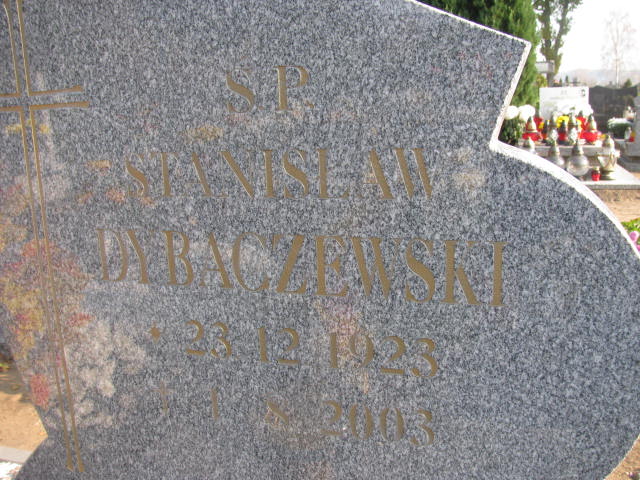 S.P.
STANISŁAW
DYBACZEWSKI
* 23 12 1923
† 1 8 2003